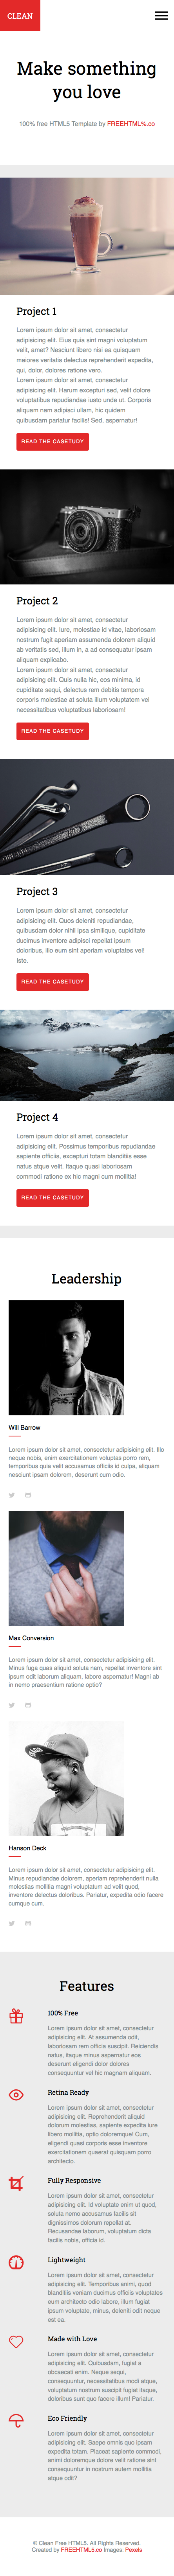 CLEAN
Make something
you love
100% free HTML5 Template by FREEHTML%.co
Project 1
Lorem ipsum dolor sit amet, consectetur
adipisicing elit. Eius quia sint magni voluptatum
velit, amet? Nesciunt libero nisi ea quisquam
maiores veritatis delectus reprehenderit expedita,
qui, dolor, dolores ratione vero.
Lorem ipsum dolor sit amet, consectetur
adipisicing elit. Harum excepturi sed, velit dolore
voluptatibus repudiandae iusto unde ut. Corporis
aliquam nam adipisci ullam, hic quidem
quibusdam pariatur facilis! Sed, aspernatur!
READ THE CASETUDY
Project 2
Lorem ipsum dolor sit amet, consectetur
adipisicing elit. Iure, molestiae id vitae, laboriosam
nostrum fugit aperiam assumenda dolorem aliquid
ab veritatis sed, illum in, a ad consequatur ipsam
aliquam explicabo.
Lorem ipsum dolor sit amet, consectetur
adipisicing elit. Quis nulla hic, eos minima, id
cupiditate sequi, delectus rem debitis tempora
corporis molestiae at soluta illum voluptatem vel
necessitatibus voluptatibus laboriosam!
READ THE CASETUDY
Project 3
Lorem ipsum dolor sit amet, consectetur
adipisicing elit. Quos deleniti repudiandae,
quibusdam dolor nihil ipsa similique, cupiditate
ducimus inventore adipisci repellat ipsum
doloribus, illo eum sint aperiam voluptates vel!
Iste.
READ THE CASETUDY
Project 4
Lorem ipsum dolor sit amet, consectetur
adipisicing elit. Possimus temporibus repudiandae
sapiente officiis, excepturi totam blanditiis esse
natus atque velit. Itaque quasi laboriosam
commodi ratione ex hic magni cum mollitia!
READ THE CASETUDY
Leadership
Will Barrow
Lorem ipsum dolor sit amet, consectetur adipisicing elit. Illo
neque nobis, enim exercitationem voluptas porro rem,
temporibus quia velit accusamus officia id culpa, aliquam
nesciunt ipsam dolorem, deserunt cum odio.
Max Conversion
Lorem ipsum dolor sit amet, consectetur adipisicing elit.
Minus fuga quas aliquid soluta nam, repellat inventore sint
ipsam odit laborum aliquam, labore aspernatur! Magni ab
in nemo praesentium ratione optio?
Hanson Deck
Lorem ipsum dolor sit amet, consectetur adipisicing elit.
Minus repudiandae dolorem, aperiam reprehenderit nulla
molestias mollitia magni voluptatum ad velit quod,
inventore delectus doloribus. Pariatur, expedita odio facere
cumque cum.
Features
100% Free
Lorem ipsum dolor sit amet, consectetur
adipisicing elit. At assumenda odit,
laboriosam rem officia suscipit. Reiciendis
natus, itaque minus aspernatur eos
deserunt eligendi dolor dolores
consequuntur vel hic magnam aliquam.
Retina Ready
Lorem ipsum dolor sit amet, consectetur
adipisicing elit. Reprehenderit aliquid
dolorum molestias, sapiente expedita iure
libero mollitia, optio doloremque! Cum,
eligendi quasi corporis esse inventore
exercitationem quaerat quisquam porro
architecto.
Fully Responsive
Lorem ipsum dolor sit amet, consectetur
adipisicing elit. Id voluptate enim ut quod,
soluta nemo accusamus facilis sit
dignissimos dolorum repellat at.
Recusandae laborum, voluptatum dicta
facilis nobis, officia id.
Lightweight
Lorem ipsum dolor sit amet, consectetur
adipisicing elit. Temporibus animi, quod
blanditiis veniam ducimus officiis voluptates
eum architecto odio labore, illum fugiat
ipsum voluptate, minus, deleniti odit neque
est ea.
Made with Love
Lorem ipsum dolor sit amet, consectetur
adipisicing elit. Quibusdam, fugiat a
obcaecati enim. Neque sequi,
consequuntur, necessitatibus modi atque,
voluptatum nostrum suscipit fugiat itaque,
doloribus sunt quo facere illum! Pariatur.
Eco Friendly
Lorem ipsum dolor sit amet, consectetur
adipisicing elit. Saepe omnis quo ipsam
expedita totam. Placeat sapiente commodi,
animi doloremque dolor ratione nobis sint
consequuntur in nostrum autem mollitia
atque odit?
© Clean Free HTML5. All Rights Reserved.
Created by FREEHTML5.co Images: Pexels